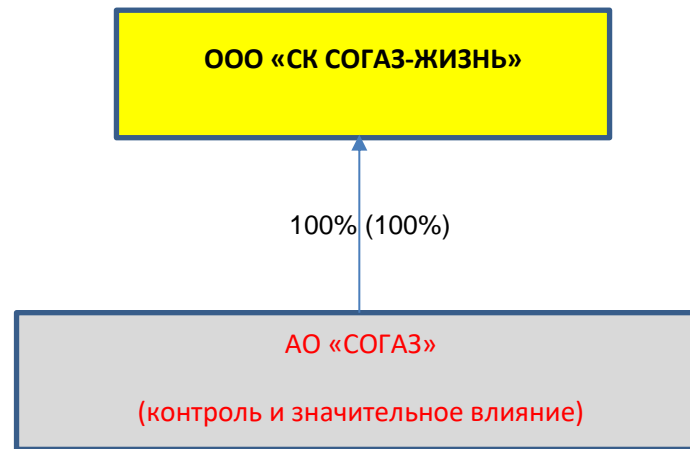 ООО «СК СОГАЗ-ЖИЗНЬ»
100% (100%)
АО «СОГАЗ»
(контроль и значительное влияние)